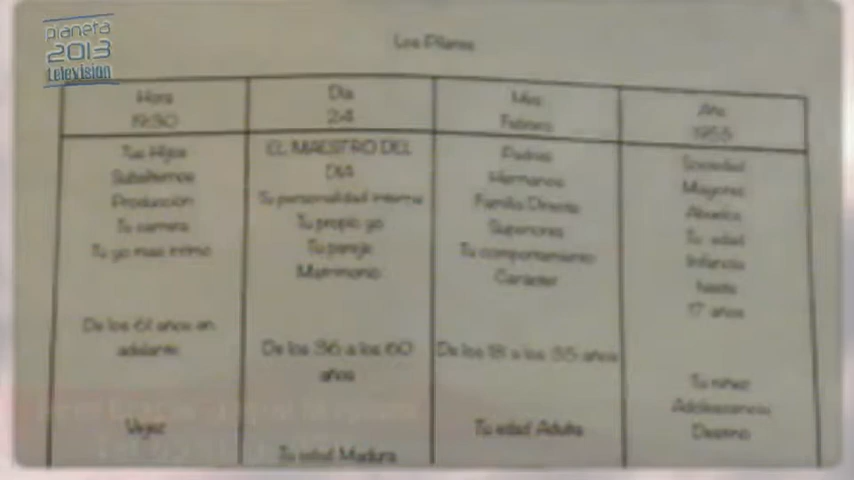 planeta
2013
televisión
Los Pilares
Hora
19:30
Tus Hijos
Subalternos
Producción
Tu carrera
Tu yo mas intimo
De los 61 años en
adelante
Vejez
Día
24
EL MAESTRO DEL
DIA
Tu personalidad interna
Tu propio yo
Tu pareja
Matrimonio
De los 36 a los 60
años
Tu edad Madura
Mes
Febrero
Padres
Hermanos
Familia Directa
Superiores
Tu comportamiento
Carácter
De los 18 a los 35 años
Tu edad Adulta
Año
1955
Sociedad
Mayores
Abuelos
Tu edad
Infancia
hasta
17 años
Tu niñez
Adolescencia
Destino